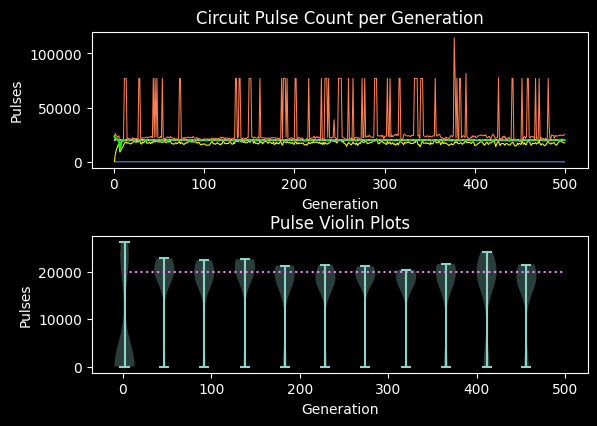 Circuit Pulse Count per Generation
Pulses
100000
50000
0
0 100 200 300 400 500
Generation
Pulse Violin Plots
Pulses
20000
10000
0
0 100 200 300 400 500
Generation